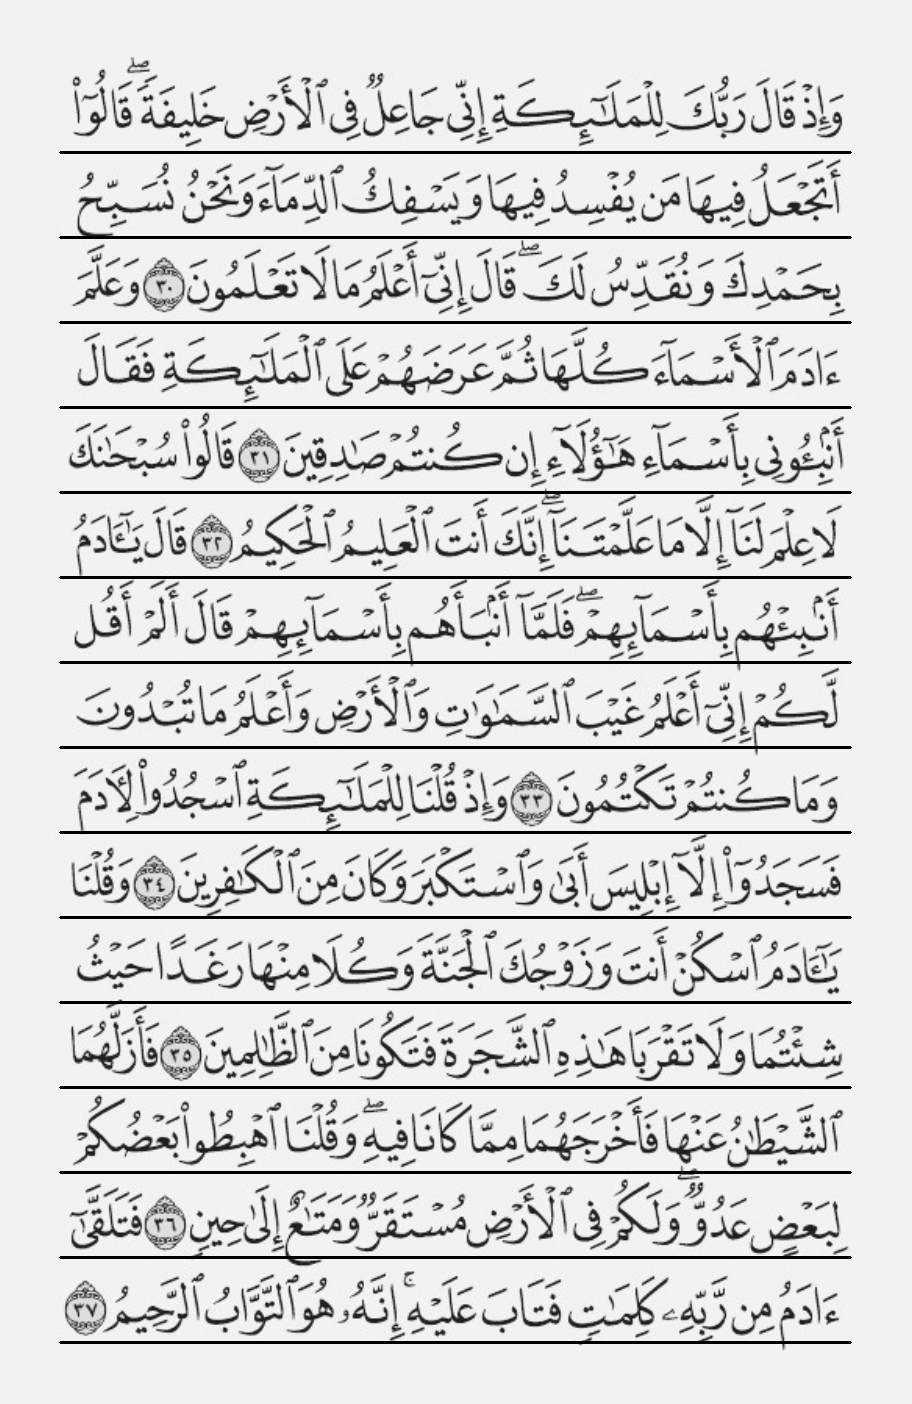 وَإِذْ قَالَ رَبُّكَ لِلْمَلَٰٓئِكَةِ إِنِّي جَاعِلٌ فِي ٱلْأَرْضِ خَلِيفَةًۖ قَالُوٓا۟
أَتَجْعَلُ فِيهَا مَن يُفْسِدُ فِيهَا وَيَسْفِكُ ٱلدِّمَآءَ وَنَحْنُ نُسَبِّحُ
بِحَمْدِكَ وَنُقَدِّسُ لَكَۖ قَالَ إِنِّيٓ أَعْلَمُ مَا لَا تَعْلَمُونَ ٣٠ وَعَلَّمَ
ءَادَمَ ٱلْأَسْمَآءَ كُلَّهَا ثُمَّ عَرَضَهُمْ عَلَى ٱلْمَلَٰٓئِكَةِ فَقَالَ
أَنۢبِـُٔونِي بِأَسْمَآءِ هَٰٓؤُلَآءِ إِن كُنتُمْ صَٰدِقِينَ ٣١ قَالُوا۟ سُبْحَٰنَكَ
لَا عِلْمَ لَنَآ إِلَّا مَا عَلَّمْتَنَآۖ إِنَّكَ أَنتَ ٱلْعَلِيمُ ٱلْحَكِيمُ ٣٢ قَالَ يَٰٓـَٔادَمُ
أَنۢبِئْهُم بِأَسْمَآئِهِمْۖ فَلَمَّآ أَنۢبَأَهُم بِأَسْمَآئِهِمْ قَالَ أَلَمْ أَقُل
لَّكُمْ إِنِّيٓ أَعْلَمُ غَيْبَ ٱلسَّمَٰوَٰتِ وَٱلْأَرْضِ وَأَعْلَمُ مَا تُبْدُونَ
وَمَا كُنتُمْ تَكْتُمُونَ ٣٣ وَإِذْ قُلْنَا لِلْمَلَٰٓئِكَةِ ٱسْجُدُوا۟ لِـَٔادَمَ
فَسَجَدُوٓا۟ إِلَّآ إِبْلِيسَ أَبَىٰ وَٱسْتَكْبَرَ وَكَانَ مِنَ ٱلْكَٰفِرِينَ ٣٤ وَقُلْنَا
يَٰٓـَٔادَمُ ٱسْكُنْ أَنتَ وَزَوْجُكَ ٱلْجَنَّةَ وَكُلَا مِنْهَا رَغَدًا حَيْثُ
شِئْتُمَا وَلَا تَقْرَبَا هَٰذِهِ ٱلشَّجَرَةَ فَتَكُونَا مِنَ ٱلظَّٰلِمِينَ ٣٥ فَأَزَلَّهُمَا
ٱلشَّيْطَٰنُ عَنْهَا فَأَخْرَجَهُمَا مِمَّا كَانَا فِيهِۖ وَقُلْنَا ٱهْبِطُوا۟ بَعْضُكُمْ
لِبَعْضٍ عَدُوٌّۖ وَلَكُمْ فِي ٱلْأَرْضِ مُسْتَقَرٌّ وَمَتَٰعٌ إِلَىٰ حِينٍ ٣٦ فَتَلَقَّىٰٓ
ءَادَمُ مِن رَّبِّهِۦ كَلِمَٰتٍ فَتَابَ عَلَيْهِۚ إِنَّهُۥ هُوَ ٱلتَّوَّابُ ٱلرَّحِيمُ ٣٧